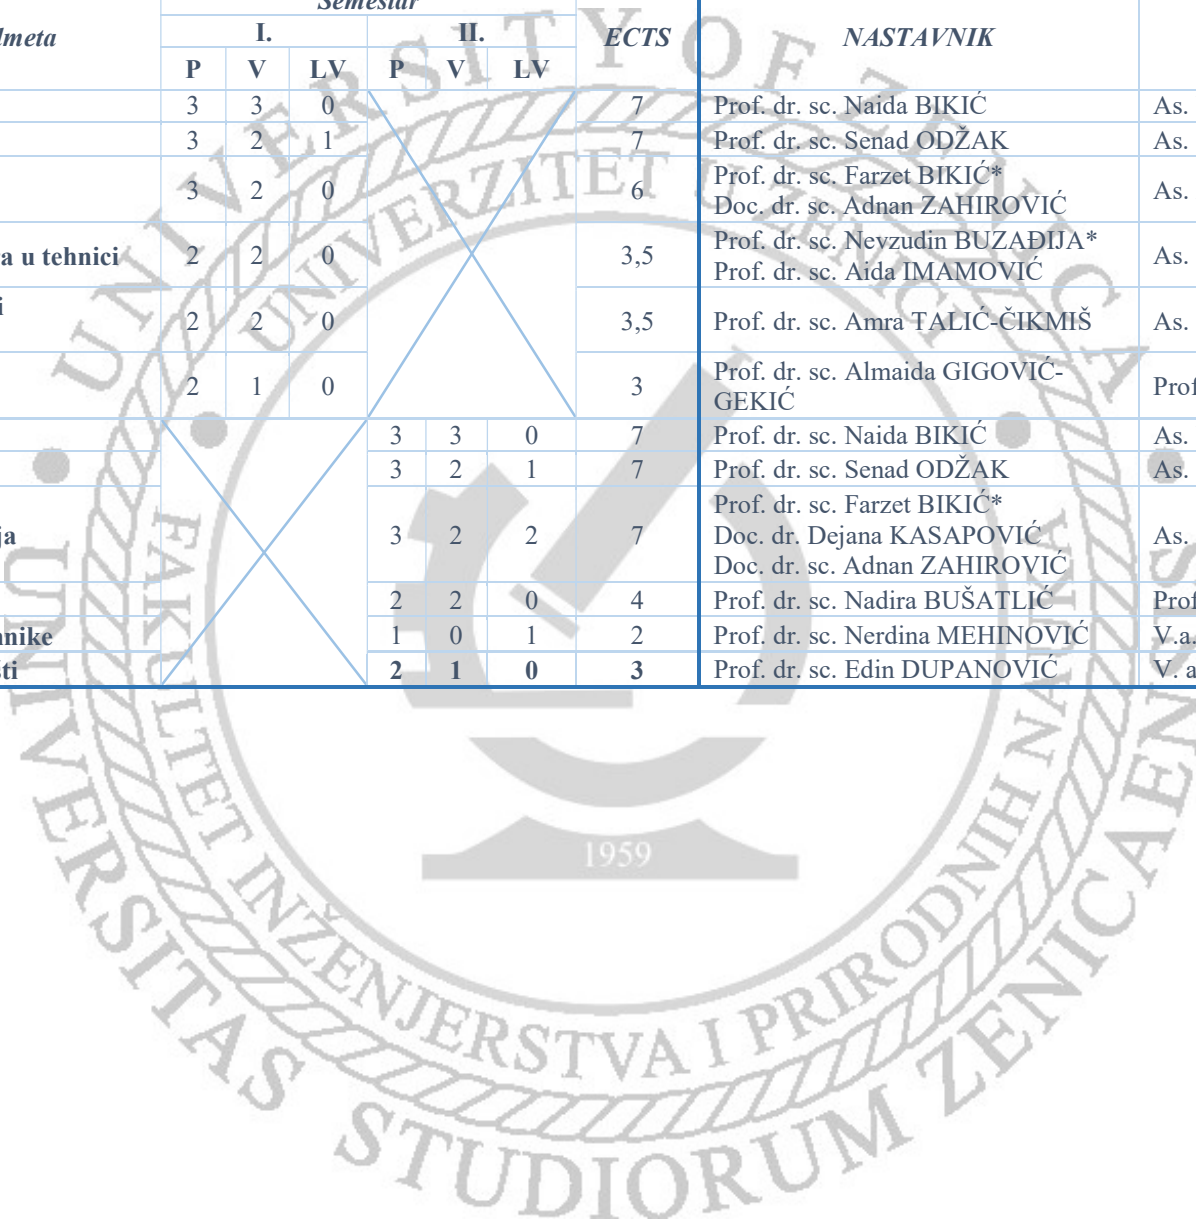 Semestar
dmeta I. II. ECTS NASTAVNIK
P V LV P V LV
3 3 0 7 Prof. dr. sc. Naida BIKIĆ As.
3 2 1 7 Prof. dr. sc. Senad ODŽAK As.
3 2 0 6 Prof. dr. sc. Farzet BIKIĆ* As.
Doc. dr. sc. Adnan ZAHIROVIĆ
a u tehnici 2 2 0 3,5 Prof. dr. sc. Nevzudin BUZAĐIJA* As.
Prof. dr. sc. Aida IMAMOVIĆ
i 2 2 0 3,5 Prof. dr. sc. Amra TALIĆ-ČIKMIŠ As.
2 1 0 3 Prof. dr. sc. Almaida GIGOVIĆ- Prof
GEKIĆ
3 3 0 7 Prof. dr. sc. Naida BIKIĆ As.
3 2 1 7 Prof. dr. sc. Senad ODŽAK As.
ja 3 2 2 7 Prof. dr. sc. Farzet BIKIĆ* As.
Doc. dr. Dejana KASAPOVIĆ
Doc. dr. sc. Adnan ZAHIROVIĆ
2 2 0 4 Prof. dr. sc. Nadira BUŠATLIĆ Prof
hnike 1 0 1 2 Prof. dr. sc. Nerdina MEHINOVIĆ V.a.
sti 2 1 0 3 Prof. dr. sc. Edin DUPANOVIĆ V. a
UNIVERSITY OF ZENICA
UNIVERZITET U ZENICI
FAKULTET INŽENJERSTVA I PRIRODNIH NAUKA
UNIVERSITAS STUDIORUM ZENICAENSIS
1959